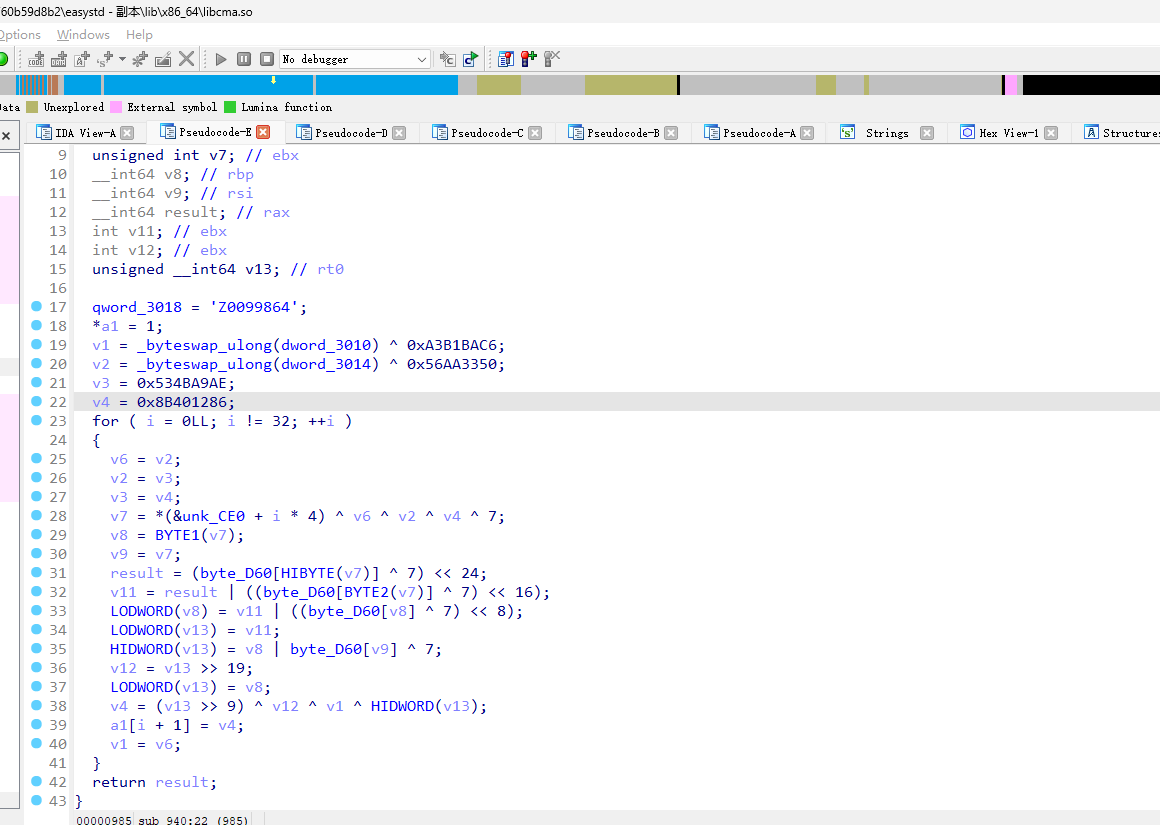 60b59d8b2\easystd - 副本\lib\x86_64\libcma.so
Options Windows Help
No debugger
Data Unexplored External symbol Lumina function
IDA View-A Pseudocode-E Pseudocode-D Pseudocode-C Pseudocode-B Pseudocode-A Strings Hex View-1 Structures
9 unsigned int v7; // ebx
10 __int64 v8; // rbp
11 __int64 v9; // rsi
12 __int64 result; // rax
13 int v11; // ebx
14 int v12; // ebx
15 unsigned __int64 v13; // rt0
16
17 qword_3018 = 'Z0099864';
18 *a1 = 1;
19 v1 = _byteswap_ulong(dword_3010) ^ 0xA3B1BAC6;
20 v2 = _byteswap_ulong(dword_3014) ^ 0x56AA3350;
21 v3 = 0x534BA9AE;
22 v4 = 0x8B401286;
23 for ( i = 0LL; i != 32; ++i )
24 {
25 v6 = v2;
26 v2 = v3;
27 v3 = v4;
28 v7 = *(&unk_CE0 + i * 4) ^ v6 ^ v2 ^ v4 ^ 7;
29 v8 = BYTE1(v7);
30 v9 = v7;
31 result = (byte_D60[HIBYTE(v7)] ^ 7) << 24;
32 v11 = result | ((byte_D60[BYTE2(v7)] ^ 7) << 16);
33 LODWORD(v8) = v11 | ((byte_D60[v8] ^ 7) << 8);
34 LODWORD(v13) = v11;
35 HIDWORD(v13) = v8 | byte_D60[v9] ^ 7;
36 v12 = v13 >> 19;
37 LODWORD(v13) = v8;
38 v4 = (v13 >> 9) ^ v12 ^ v1 ^ HIDWORD(v13);
39 a1[i + 1] = v4;
40 v1 = v6;
41 }
42 return result;
43 }
00000985 sub_940:22 (985)